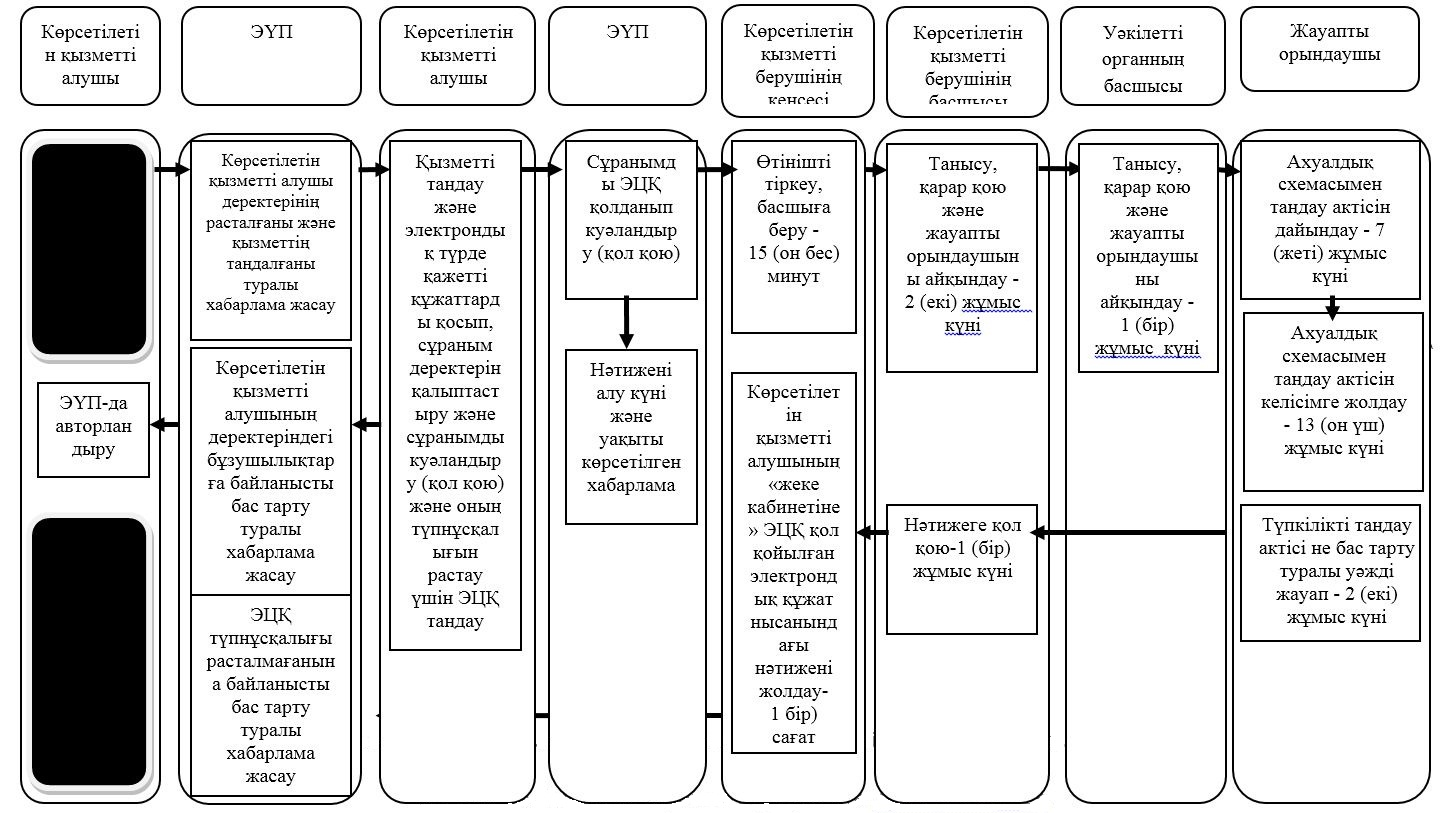 Көрсетілеті
н қызметті
алушы
ЭҮП
Көрсетілетін
қызметті
алушы
ЭҮП
Көрсетілетін
қызметті
берушінің
кеңсесі
Көрсетілетін
қызметті
берушінің
басшысы
Уәкілетті
органның
басшысы
Жауапты
орындаушы
ЭҮП-да
авторлан
дыру
Көрсетілетін
қызметті алушы
деректерінің
расталғаны және
қызметтің
таңдалғаны
туралы
хабарлама жасау
Көрсетілетін
қызметті
алушының
деректеріндегі
бұзушылықтар
ға байланысты
бас тарту
туралы
хабарлама
жасау
ЭЦҚ
түпнұсқалығы
расталмағанын
а байланысты
бас тарту
туралы
хабарлама
жасау
Қызметті
тандау
және
электронды
қ түрде
қажетті
құжаттард
ы қосып,
сұраным
деректерін
қалыптаст
ыру және
сұранымды
куәландыр
у (қол қою)
және оның
түпнұсқал
ығын
растау
үшін ЭЦҚ
тандау
Сұранымд
ы ЭЦҚ
қолданып
куәландыр
у (қол қою)
Нәтижені
алу күні
және
уақыты
көрсетілген
хабарлама
Өтінішті
тіркеу,
басшыға
беру -
15 (он бес)
минут
Көрсетілет
ін
қызметті
алушының
«жеке
кабинетіне
» ЭЦҚ қол
қойылған
электронд
ық құжат
нысанынд
ағы
нәтижені
жолдау-
1 бір)
сағат
Танысу,
қарар қою
және
жауапты
орындаушын
ы айқындау -
2 (екі) жұмыс
күні
Нәтижеге қол
қою-1 (бір)
жұмыс күні
Танысу,
қарар қою
және
жауапты
орындаушы
ны
айқындау -
1 (бір)
жұмыс күні
Ахуалдық
схемасымен
тандау актісін
дайындау - 7
(жеті) жұмыс
күні
Ахуалдық
схемасымен
тандау актісін
келісімге жолдау
- 13 (он үш)
жұмыс күні
Түпкілікті тандау
актісі не бас тарту
туралы уәжді
жауап - 2 (екі)
жұмыс күні